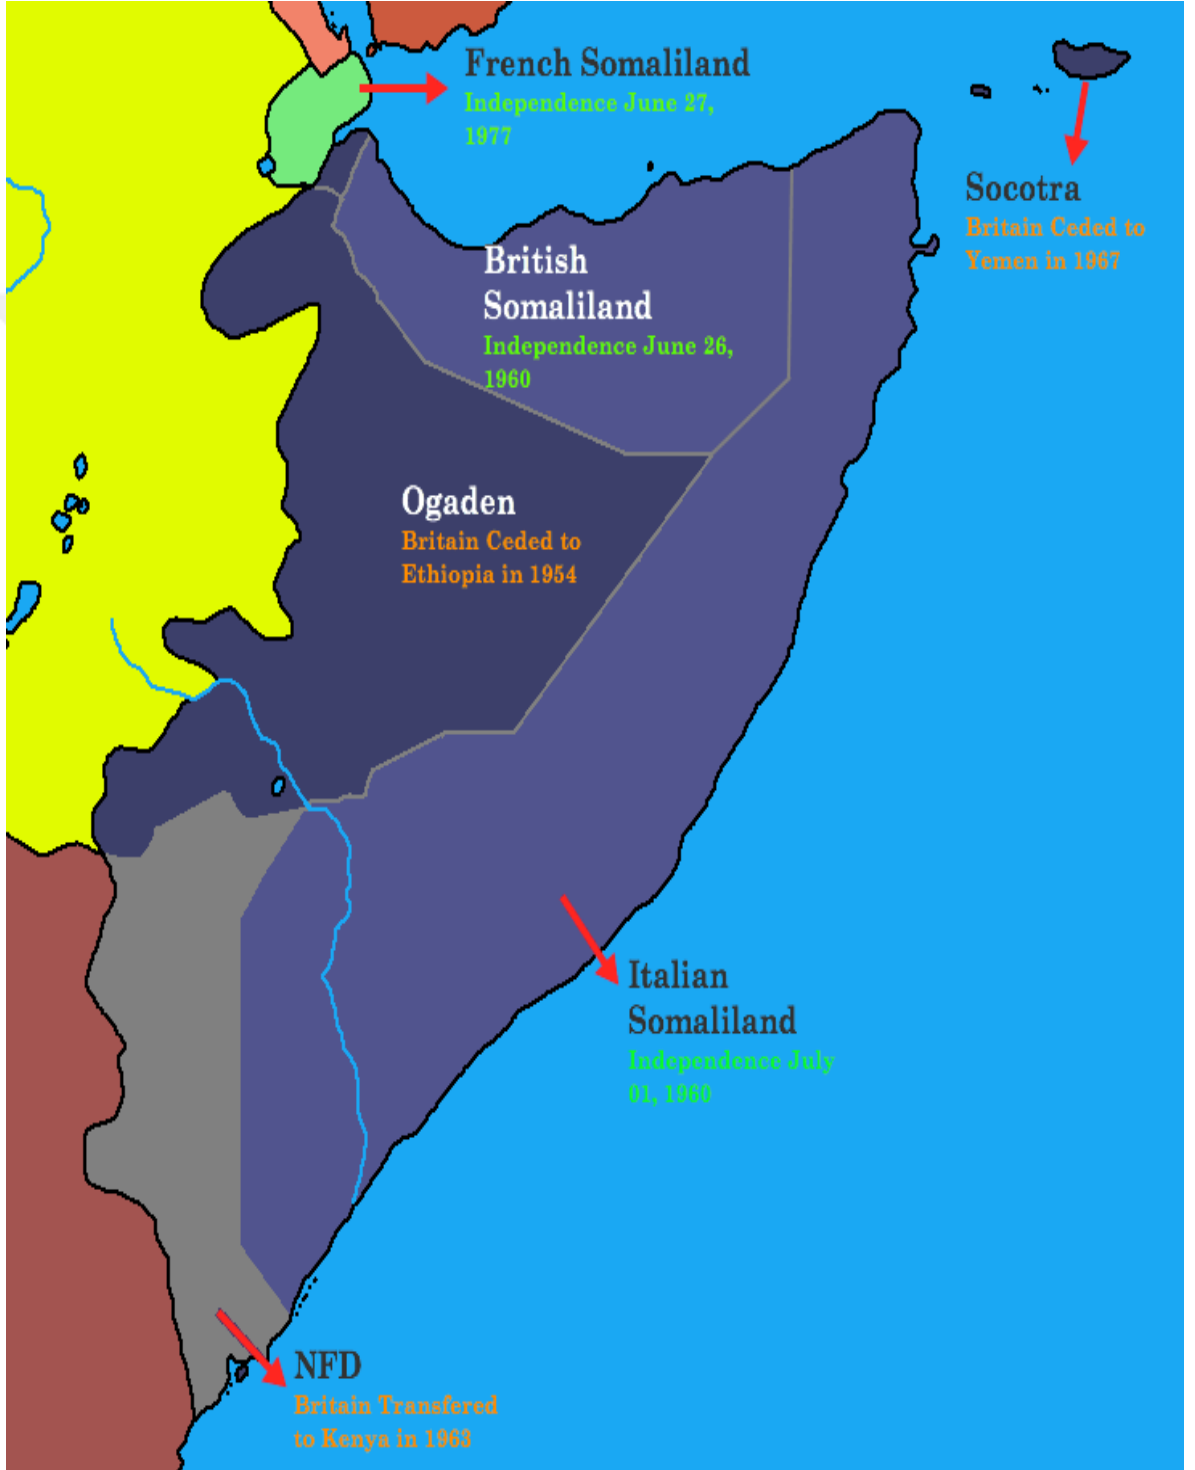 French Somaliland
Independence June 27,
1977
Socotra
Britain Ceded to
Yemen in 1967
British
Somaliland
Independence June 26,
1960
Ogaden
Britain Ceded to
Ethiopia in 1954
Italian
Somaliland
Independence July
01, 1960
NFD
Britain Transfered
to Kenya in 1963